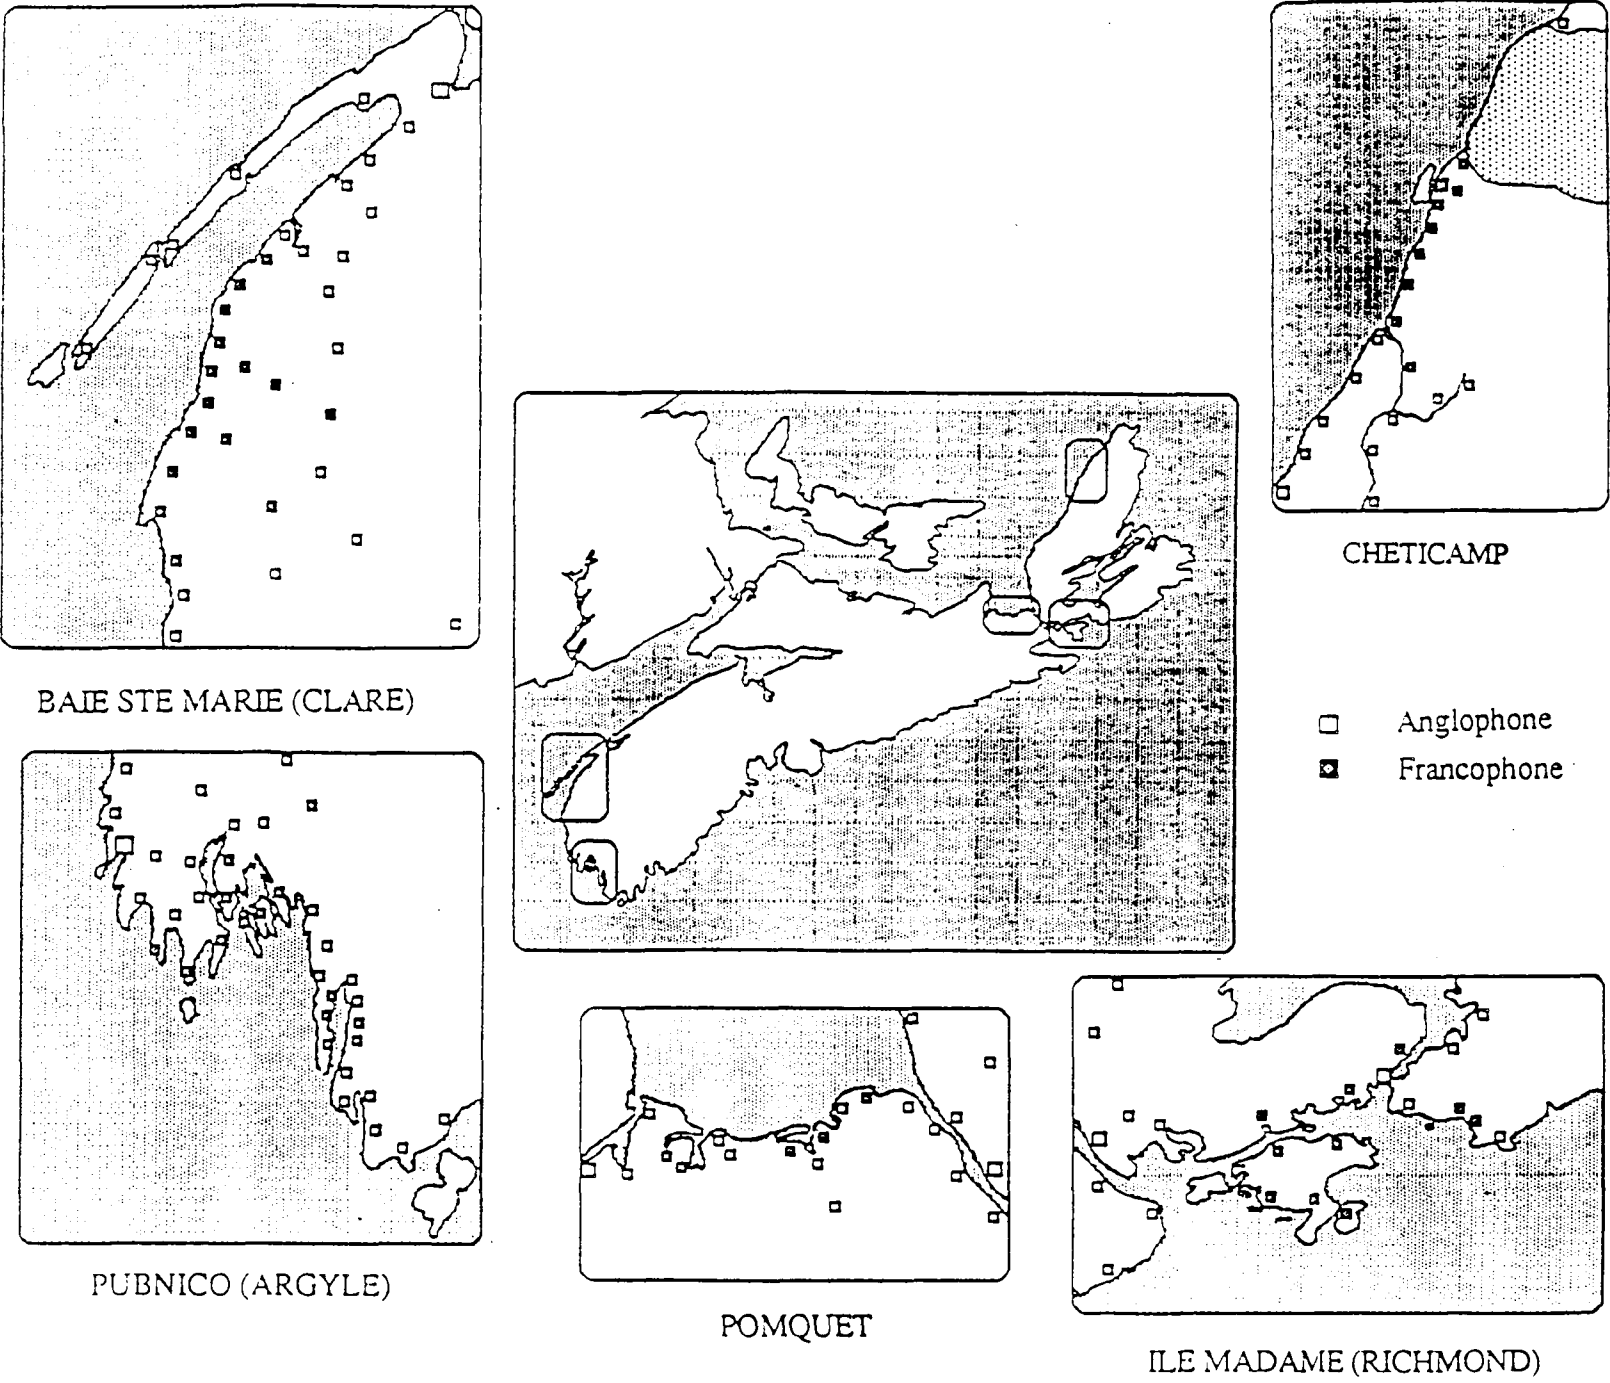 CHETICAMP
BAIE STE MARIE (CLARE)
Anglophone
Francophone
PUBNICO (ARGYLE)
POMQUET
ILE MADAME (RICHMOND)